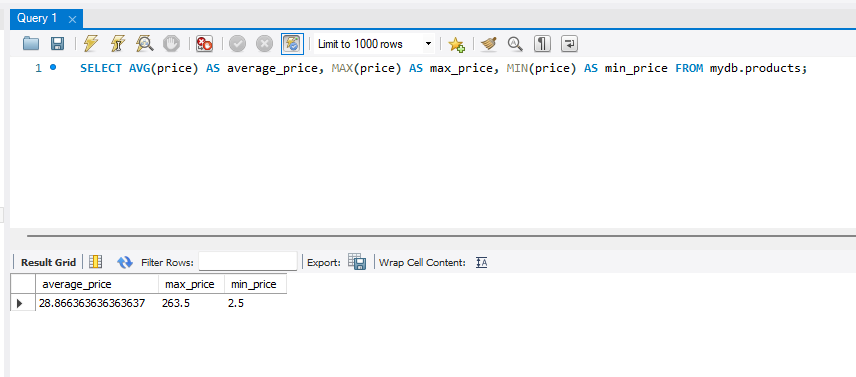 Query 1
Limit to 1000 rows
1 SELECT AVG(price) AS average_price, MAX(price) AS max_price, MIN(price) AS min_price FROM mydb.products;
Result Grid Filter Rows: Export: Wrap Cell Content:
average_price max_price min_price
28.866363636363637 263.5 2.5